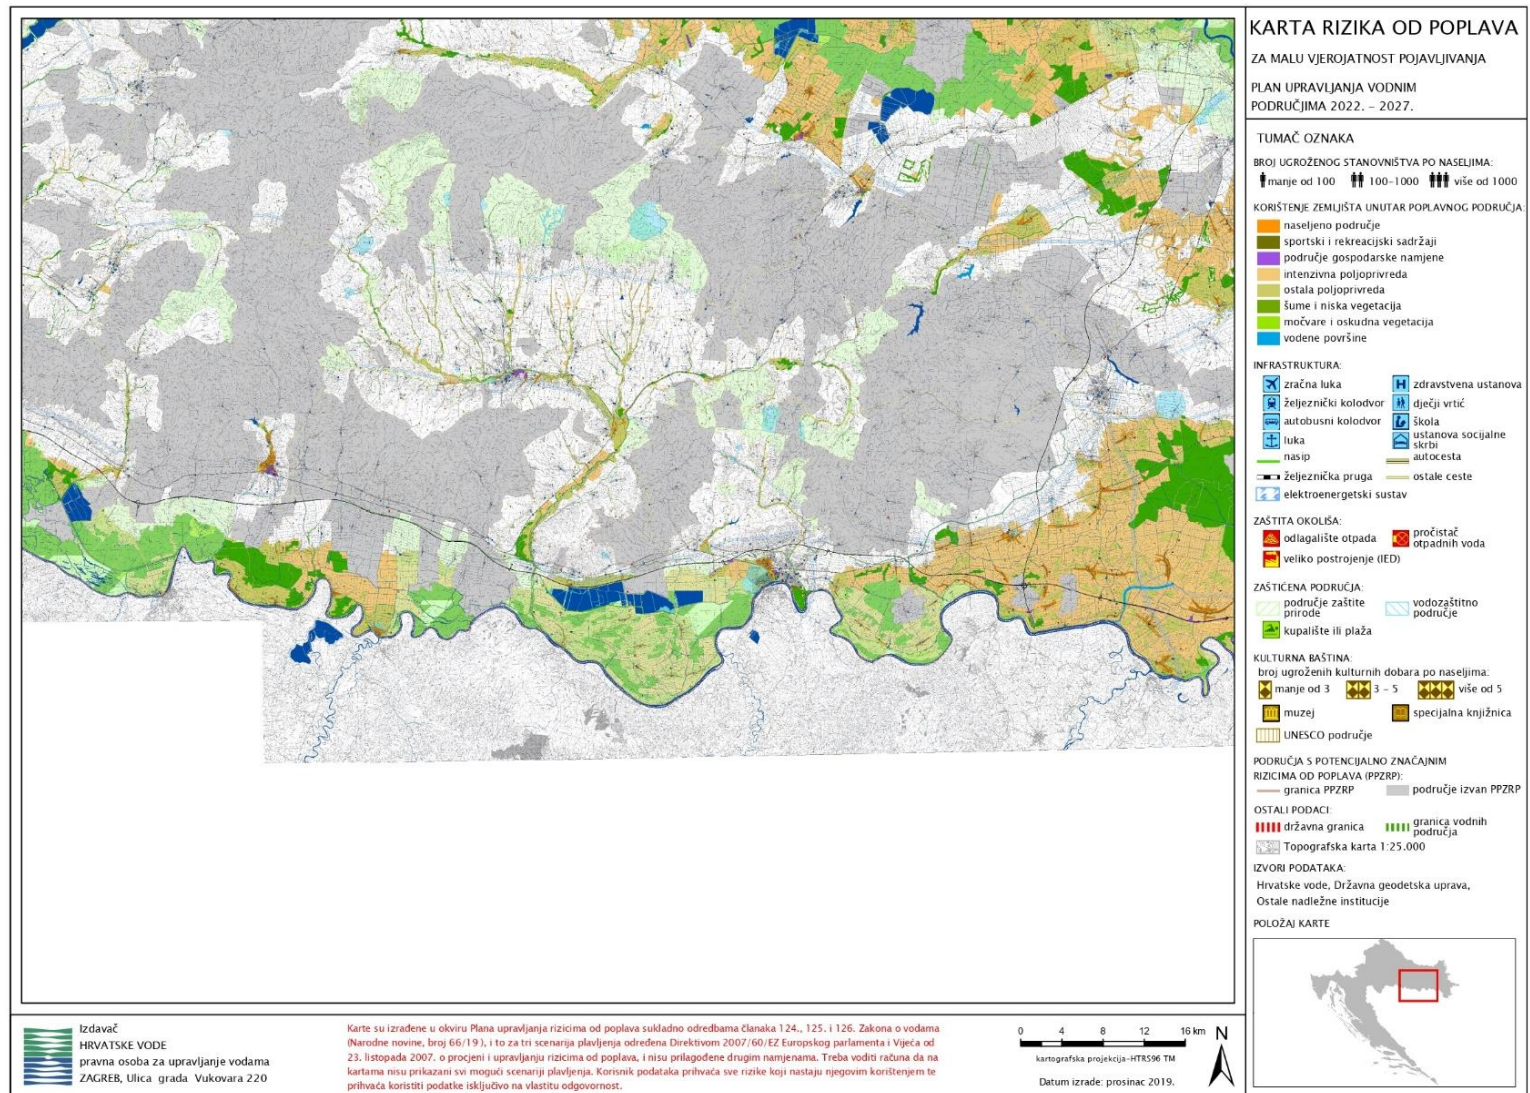 KARTA RIZIKA OD POPLAVA
ZA MALU VJEROJATNOST POJAVLJIVANJA
PLAN UPRAVLJANJA VODNIM
PODRUČJIMA 2022. – 2027.
TUMAČ OZNAKA
BROJ UGROŽENOG STANOVNIŠTVA PO NASELJIMA:
manje od 100 100-1000 više od 1000
KORIŠTENJE ZEMLJIŠTA UNUTAR POPLAVNOG PODRUČJA:
naseljeno područje
sportski i rekreacijski sadržaji
područje gospodarske namjene
intenzivna poljoprivreda
ostala poljoprivreda
šume i niska vegetacija
močvare i oskudna vegetacija
vodene površine
INFRASTRUKTURA:
zračna luka
zdravstvena ustanova
željeznički kolodvor
dječji vrtić
autobusni kolodvor
škola
luka
ustanova socijalne
skrbi
nasip
autocesta
željeznička pruga
ostale ceste
elektroenergetski sustav
ZAŠTITA OKOLIŠA:
odlagalište otpada
pročistač
otpadnih voda
veliko postrojenje (IED)
ZAŠTIĆENA PODRUČJA:
područje zaštite
prirode
vodozaštitno
područje
kupalište ili plaža
KULTURNA BAŠTINA:
broj ugroženih kulturnih dobara po naseljima:
manje od 3 3 – 5 više od 5
muzej
specijalna knjižnica
UNESCO područje
PODRUČJA S POTENCIJALNO ZNAČAJNIM
RIZICIMA OD POPLAVA (PPZRP):
granica PPZRP
područje izvan PPZRP
OSTALI PODACI:
državna granica
granica vodnih
područja
Topografska karta 1:25.000
IZVORI PODATAKA:
Hrvatske vode, Državna geodetska uprava,
Ostale nadležne institucije
POLOŽAJ KARTE
Izdavač
HRVATSKE VODE
pravna osoba za upravljanje vodama
ZAGREB, Ulica grada Vukovara 220
Karte su izrađene u okviru Plana upravljanja rizicima od poplava sukladno odredbama članaka 124., 125. i 126. Zakona o vodama
(Narodne novine, broj 66/19), i to za tri scenarija plavljenja određena Direktivom 2007/60/EZ Europskog parlamenta i Vijeća od
23. listopada 2007. o procjeni i upravljanju rizicima od poplava, i nisu prilagođene drugim namjenama. Treba voditi računa da na
kartama nisu prikazani svi mogući scenariji plavljenja. Korisnik podataka prihvaća sve rizike koji nastaju njegovim korištenjem te
prihvaća koristiti podatke isključivo na vlastitu odgovornost.
0 4 8 12 16 km
N
kartografska projekcija-HTRS96 TM
Datum izrade: prosinac 2019.